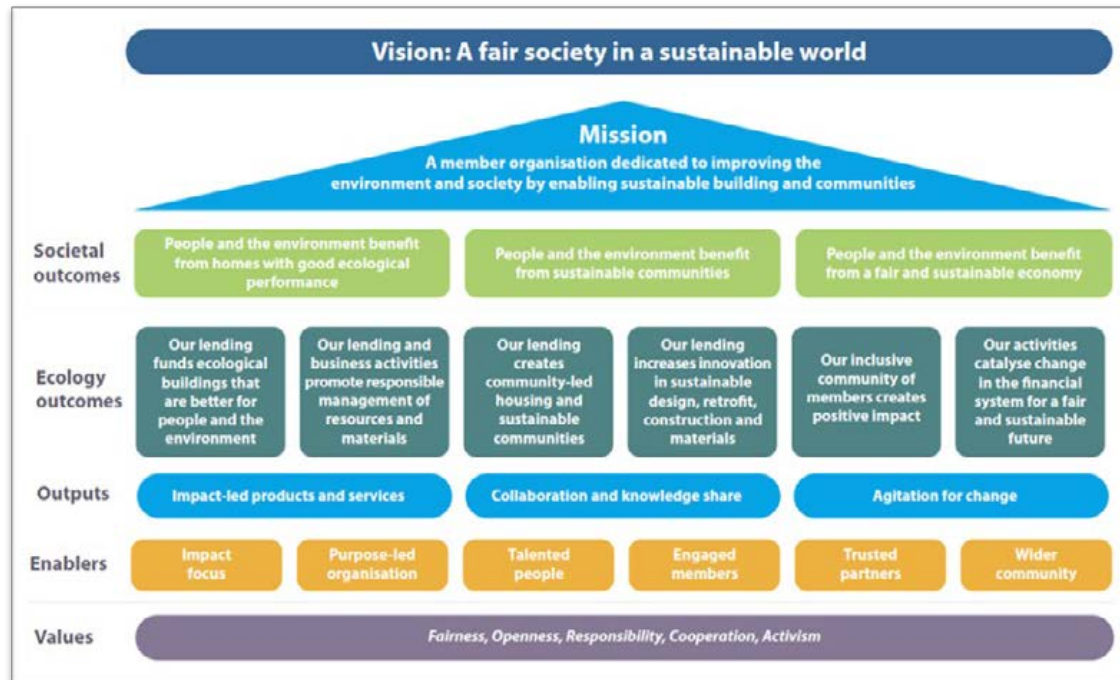 Vision: A fair society in a sustainable world
Mission
A member organisation dedicated to improving the
environment and society by enabling sustainable building and communities
Societal
outcomes
People and the environment benefit
from homes with good ecological
performance
People and the environment benefit
from sustainable communities
People and the environment benefit
from a fair and sustainable economy
Ecology
outcomes
Our lending
funds ecological
buildings that
are better for
people and the
environment
Our lending and
business activities
promote responsible
management of
resources and
materials
Our lending
creates
community-led
housing and
sustainable
communities
Our lending
increases innovation
in sustainable
design, retrofit,
construction and
materials
Our inclusive
community of
members creates
positive impact
Our activities
catalyse change
in the financial
system for a fair
and sustainable
future
Outputs
Impact-led products and services
Collaboration and knowledge share
Agitation for change
Enablers
Impact
focus
Purpose-led
organisation
Talented
people
Engaged
members
Trusted
partners
Wider
community
Values
Fairness, Openness, Responsibility, Cooperation, Activism